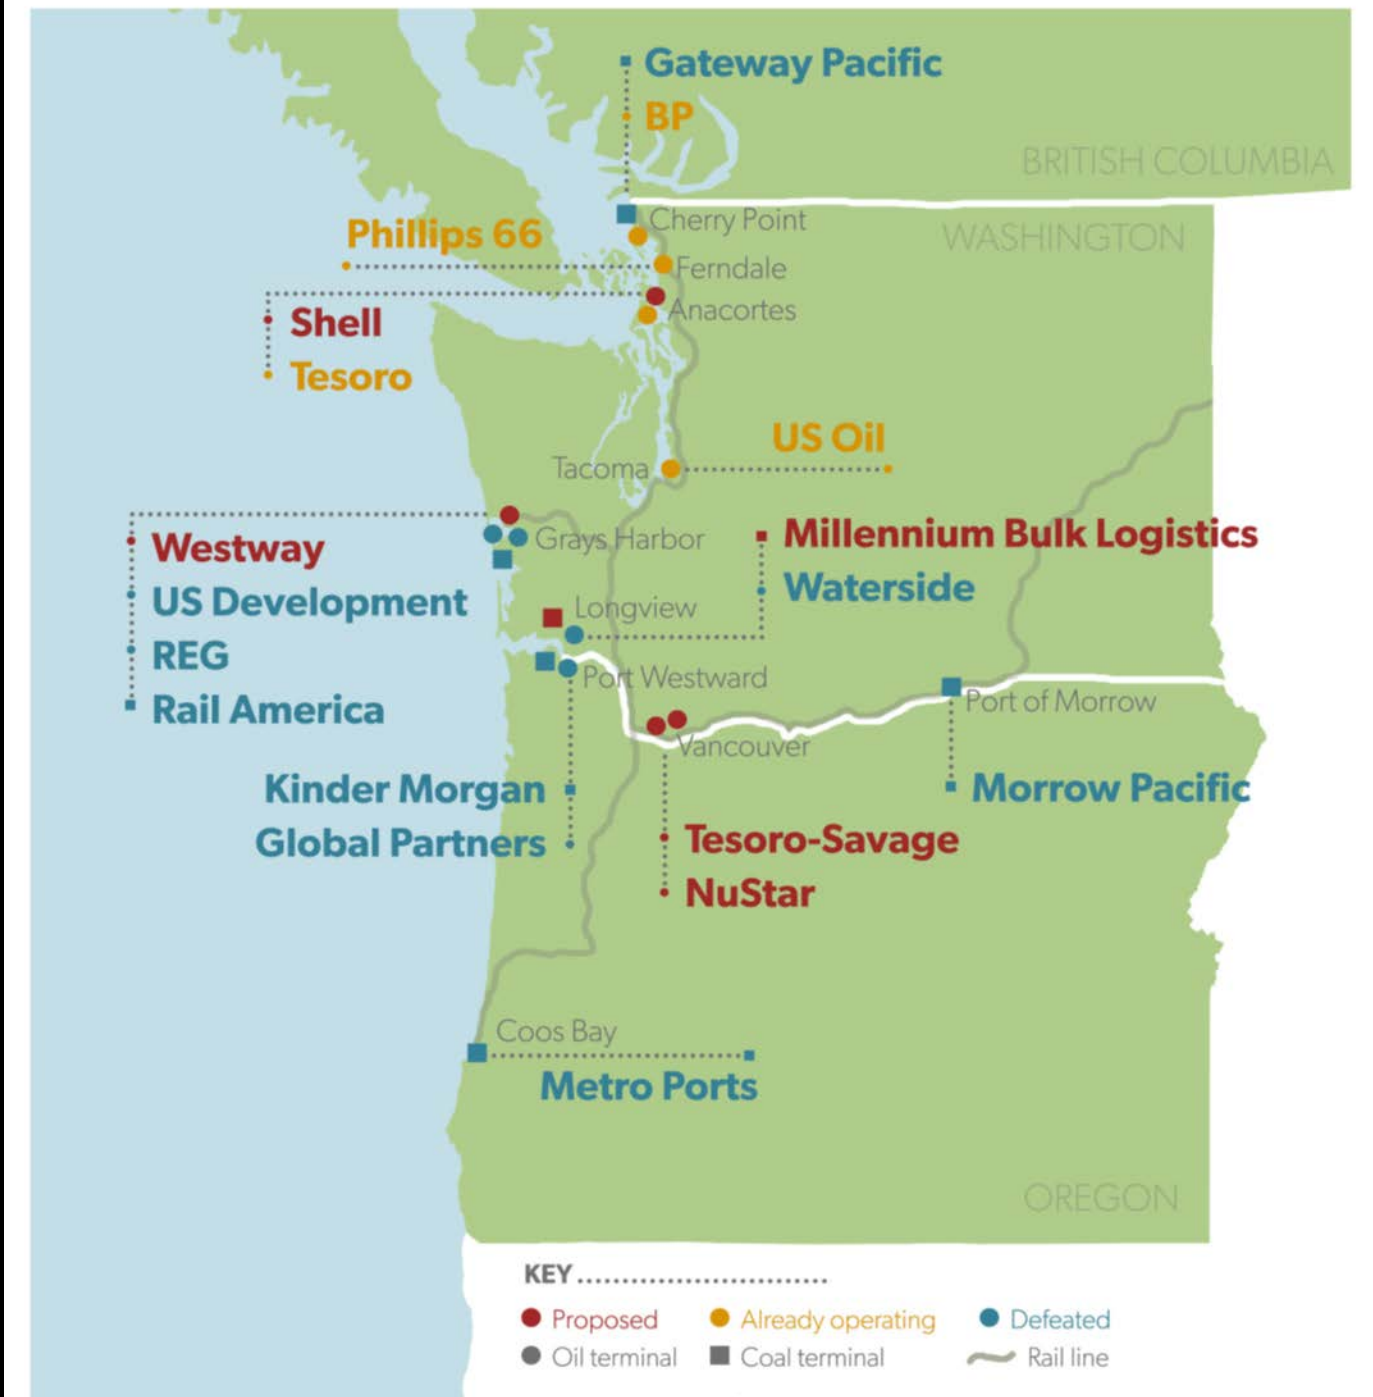 Gateway Pacific
BP
BRITISH COLUMBIA
Cherry Point
WASHINGTON
Phillips 66
Ferndale
Anacortes
Shell
Tesoro
US Oil
Tacoma
Grays Harbor
Millennium Bulk Logistics
Westway
Waterside
US Development
Longview
REG
Port Westward
Port of Morrow
Rail America
Vancouver
Kinder Morgan
Morrow Pacific
Global Partners
Tesoro-Savage
NuStar
Coos Bay
Metro Ports
OREGON
KEY..........................
Proposed
Already operating
Defeated
Oil terminal
Coal terminal
Rail line